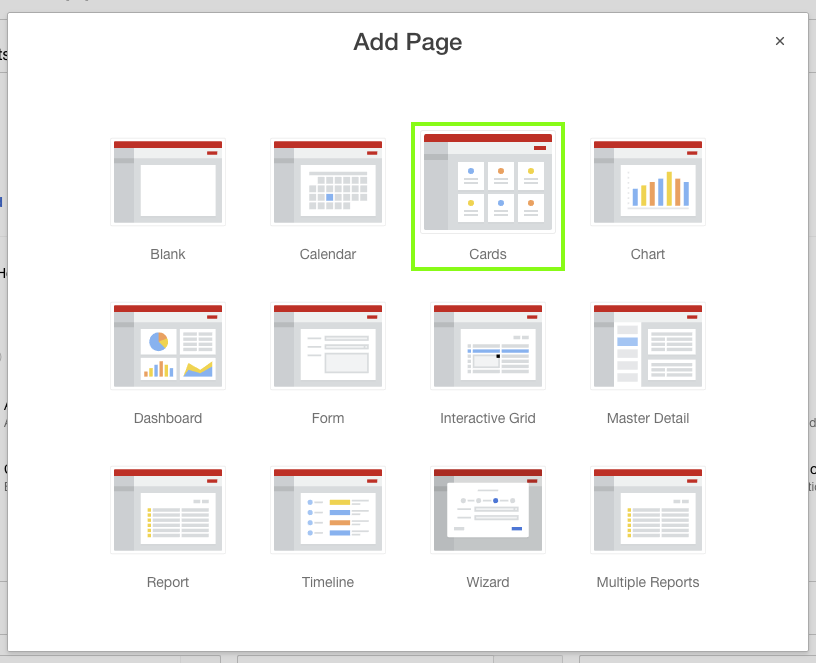 Add Page
×
Blank
Calendar
Cards
Chart
Dashboard
Form
Interactive Grid
Master Detail
Report
Timeline
Wizard
Multiple Reports